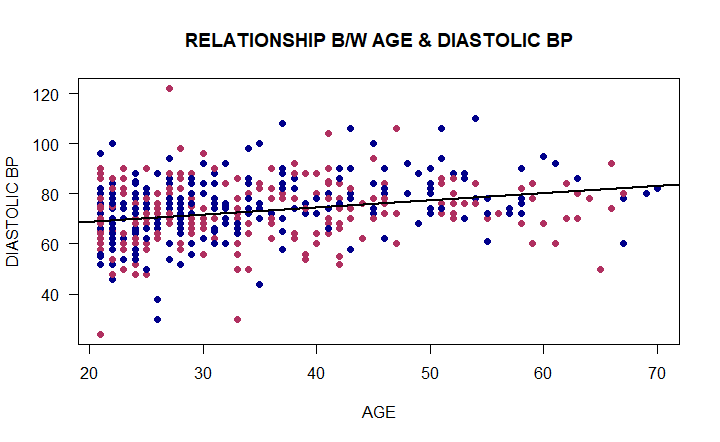 RELATIONSHIP B/W AGE & DIASTOLIC BP
DIASTOLIC BP
120
100
80
60
40
20 30 40 50 60 70
AGE